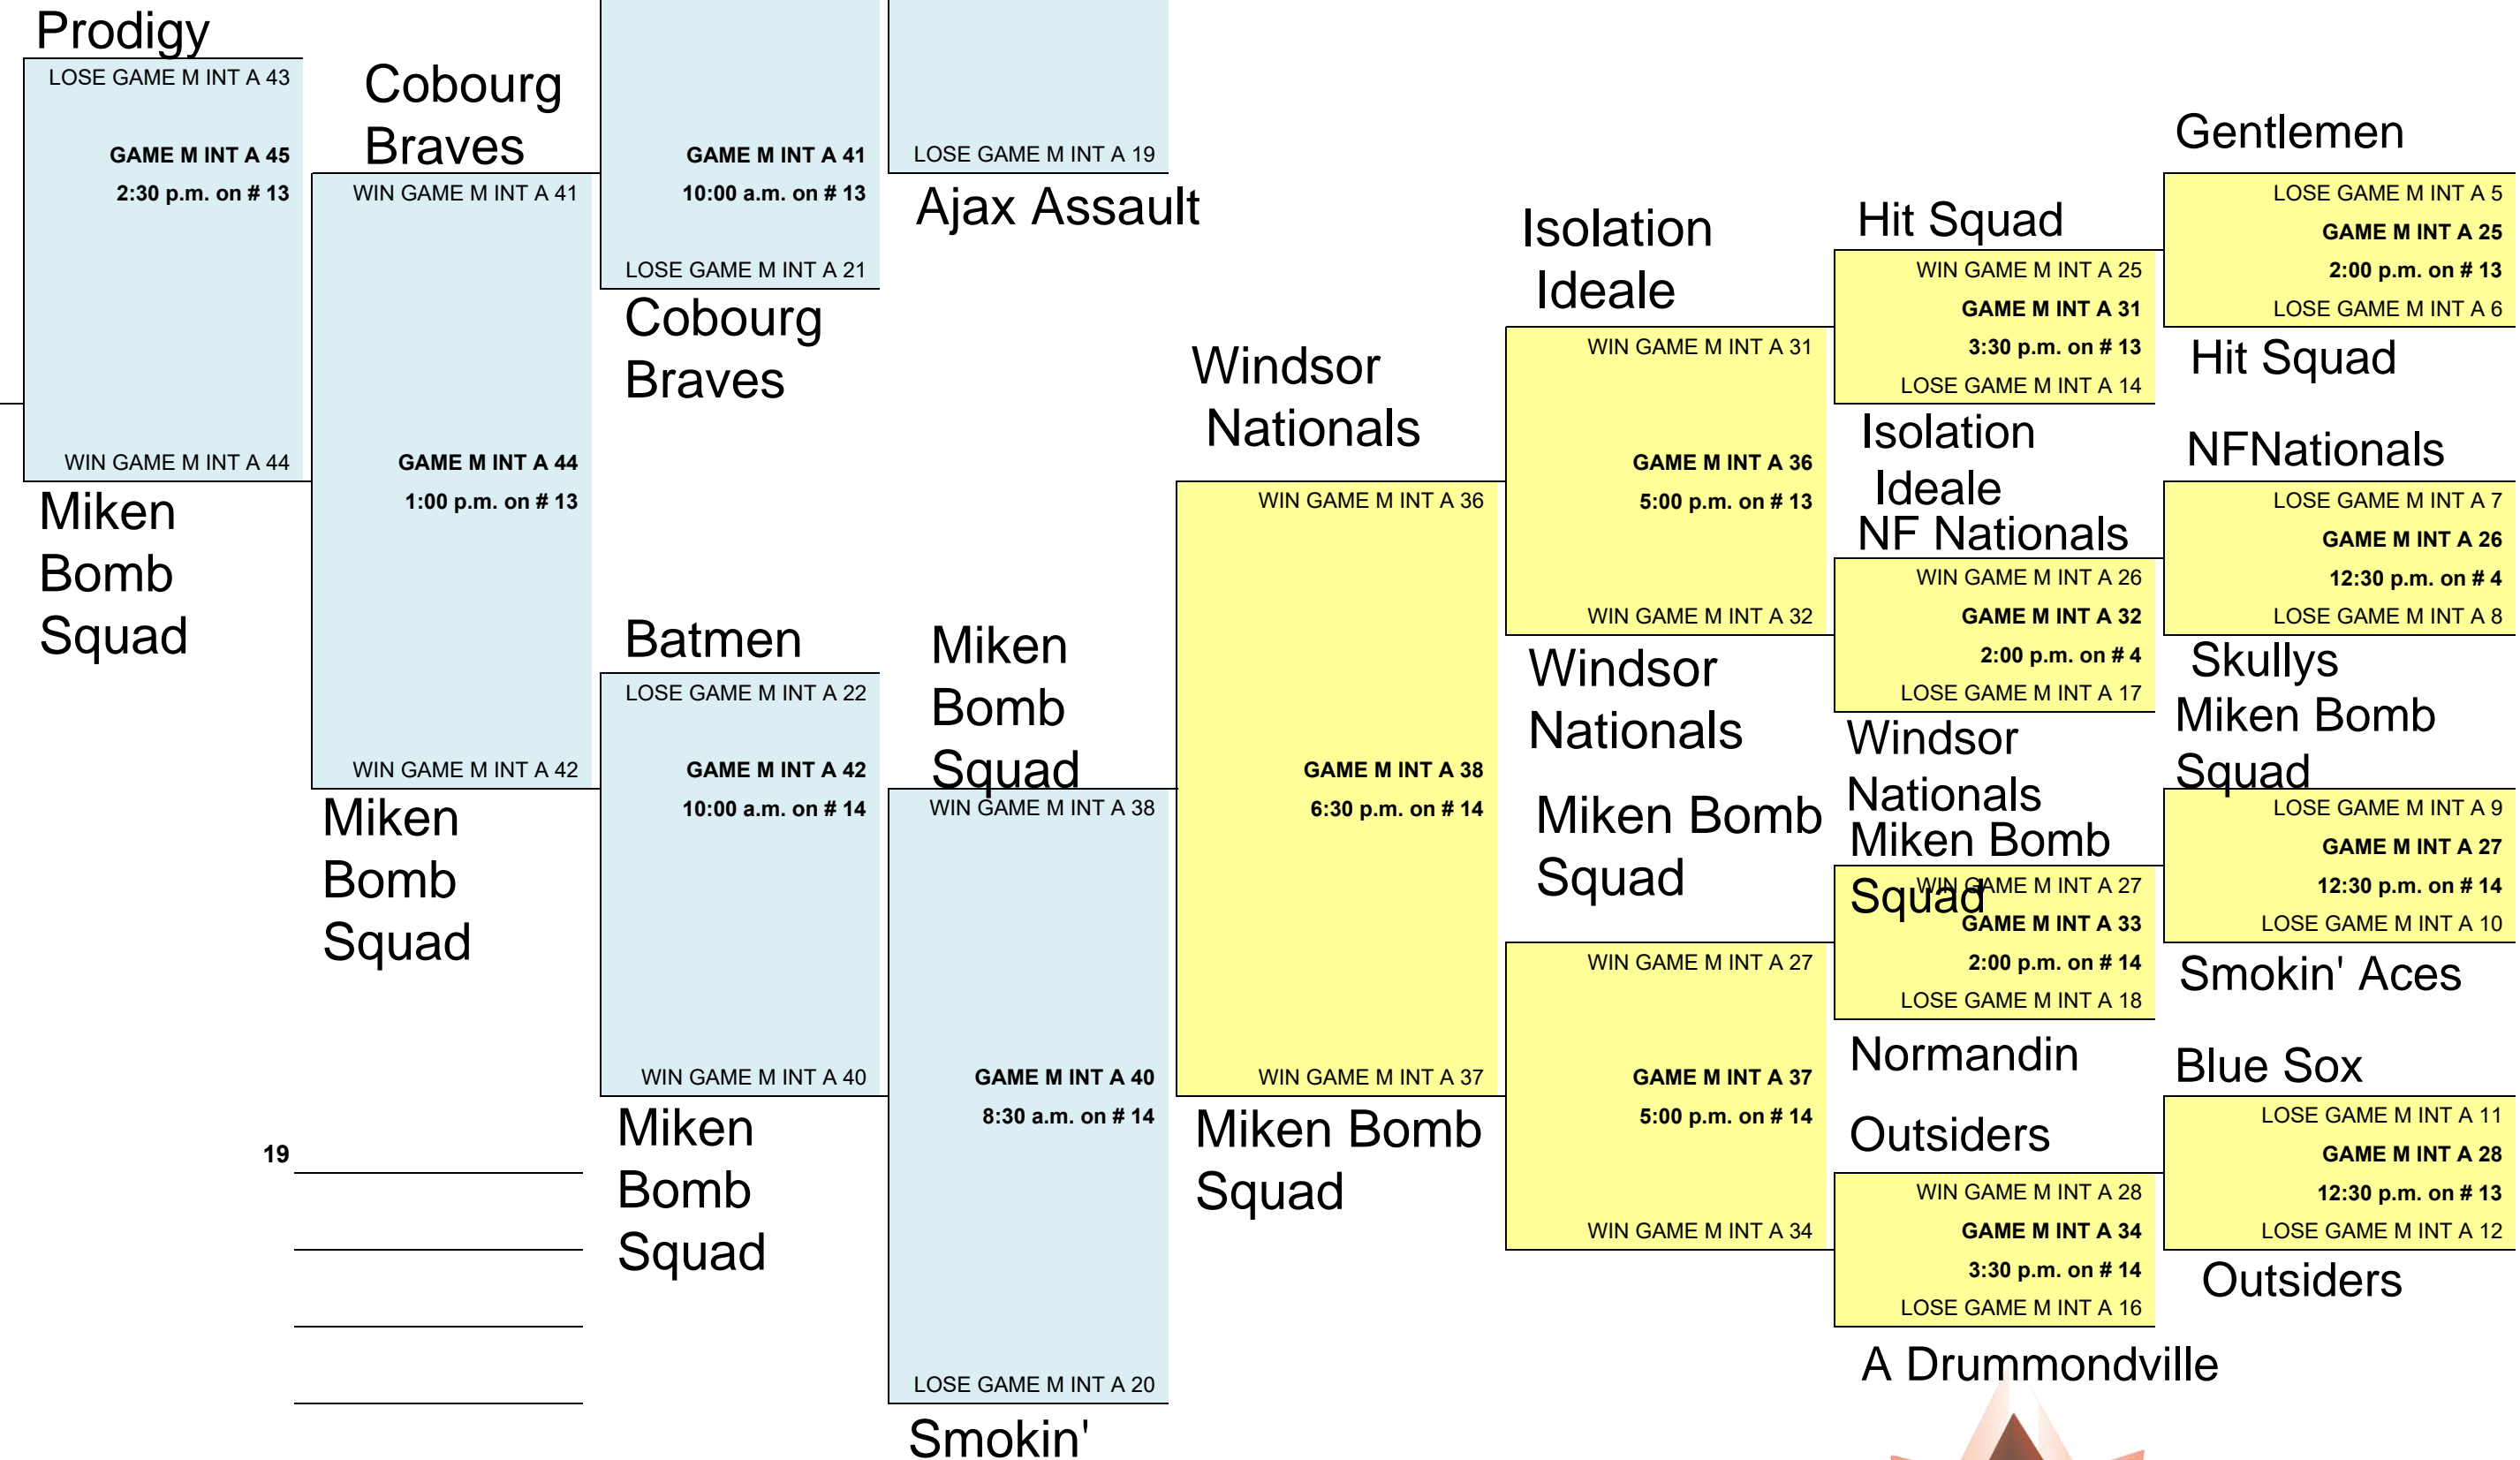 Prodigy
LOSE GAME M INT A 43
GAME M INT A 45
2:30 p.m. on # 13
WIN GAME M INT A 44
Miken
Bomb
Squad
Cobourg
Braves
WIN GAME M INT A 41
GAME M INT A 44
1:00 p.m. on # 13
WIN GAME M INT A 42
Miken
Bomb
Squad
19
GAME M INT A 41
10:00 a.m. on # 13
LOSE GAME M INT A 21
Cobourg
Braves
Batmen
LOSE GAME M INT A 22
GAME M INT A 42
10:00 a.m. on # 14
WIN GAME M INT A 40
Miken
Bomb
Squad
LOSE GAME M INT A 19
Ajax Assault
Miken
Bomb
Squad
WIN GAME M INT A 38
GAME M INT A 40
8:30 a.m. on # 14
LOSE GAME M INT A 20
Smokin'
Windsor
Nationals
WIN GAME M INT A 36
GAME M INT A 38
6:30 p.m. on # 14
WIN GAME M INT A 37
Miken Bomb
Squad
Isolation
Ideale
WIN GAME M INT A 31
GAME M INT A 36
5:00 p.m. on # 13
WIN GAME M INT A 32
Windsor
Nationals
Miken Bomb
Squad
WIN GAME M INT A 27
GAME M INT A 37
5:00 p.m. on # 14
WIN GAME M INT A 34
Hit Squad
WIN GAME M INT A 25
GAME M INT A 31
3:30 p.m. on # 13
LOSE GAME M INT A 14
Isolation
Ideale
NF Nationals
WIN GAME M INT A 26
GAME M INT A 32
2:00 p.m. on # 4
LOSE GAME M INT A 17
Windsor
Nationals
Miken Bomb
Squad
WIN GAME M INT A 27
GAME M INT A 33
2:00 p.m. on # 14
LOSE GAME M INT A 18
Normandin
Outsiders
WIN GAME M INT A 28
GAME M INT A 34
3:30 p.m. on # 14
LOSE GAME M INT A 16
A Drummondville
Gentlemen
LOSE GAME M INT A 5
GAME M INT A 25
2:00 p.m. on # 13
LOSE GAME M INT A 6
Hit Squad
NFNationals
LOSE GAME M INT A 7
GAME M INT A 26
12:30 p.m. on # 4
LOSE GAME M INT A 8
Skullys
Miken Bomb
Squad
LOSE GAME M INT A 9
GAME M INT A 27
12:30 p.m. on # 14
LOSE GAME M INT A 10
Smokin' Aces
Blue Sox
LOSE GAME M INT A 11
GAME M INT A 28
12:30 p.m. on # 13
LOSE GAME M INT A 12
Outsiders